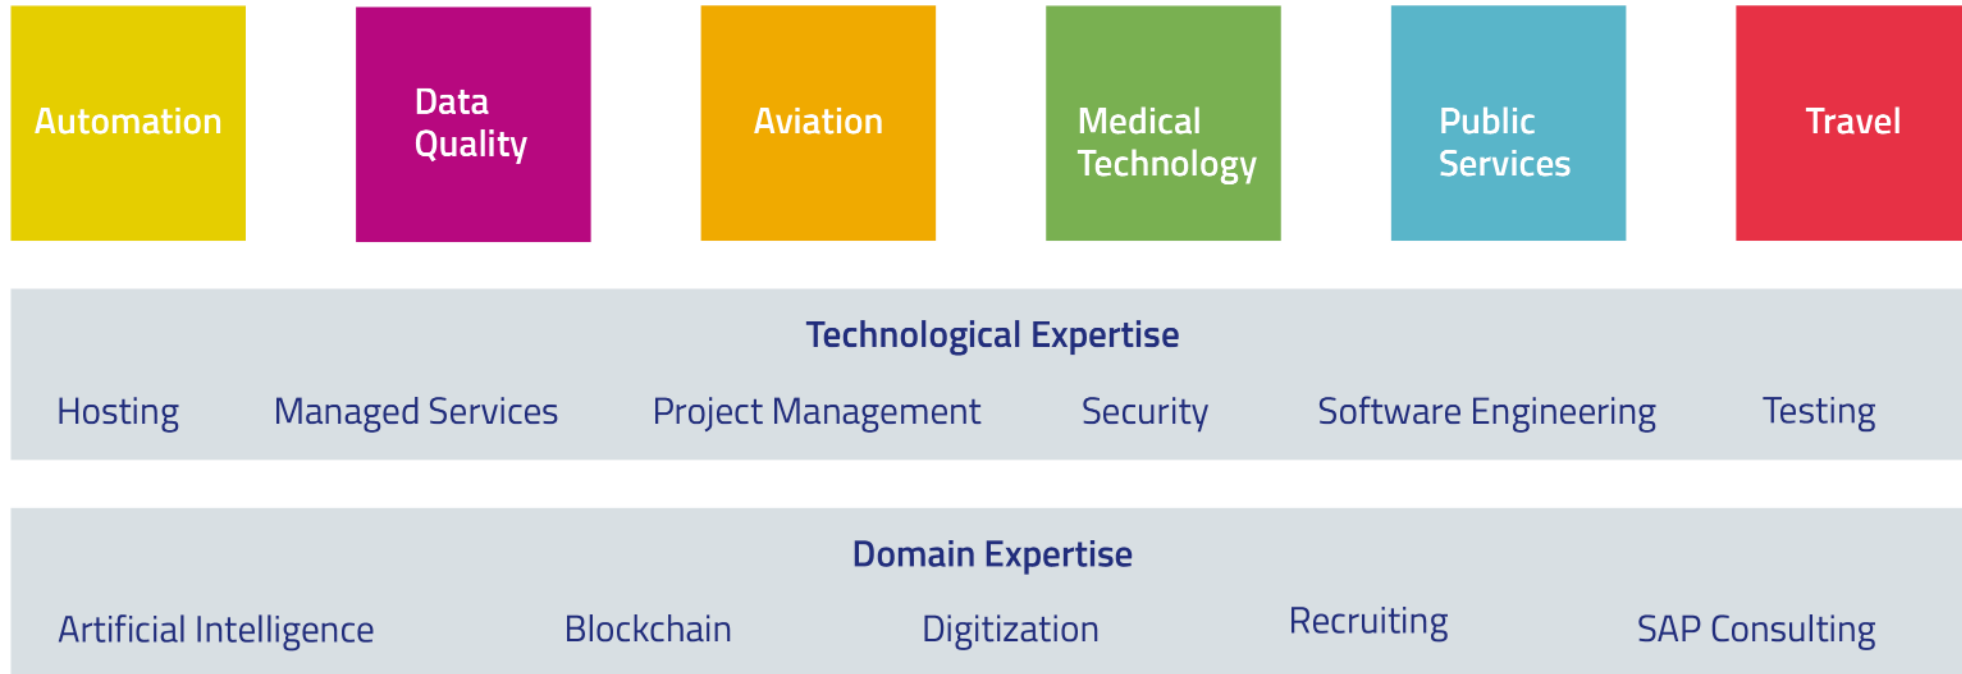 Automation
Data
Quality
Aviation
Medical
Technology
Public
Services
Travel
Technological Expertise
Hosting
Managed Services
Project Management
Security
Software Engineering
Testing
Domain Expertise
Artificial Intelligence
Blockchain
Digitization
Recruiting
SAP Consulting